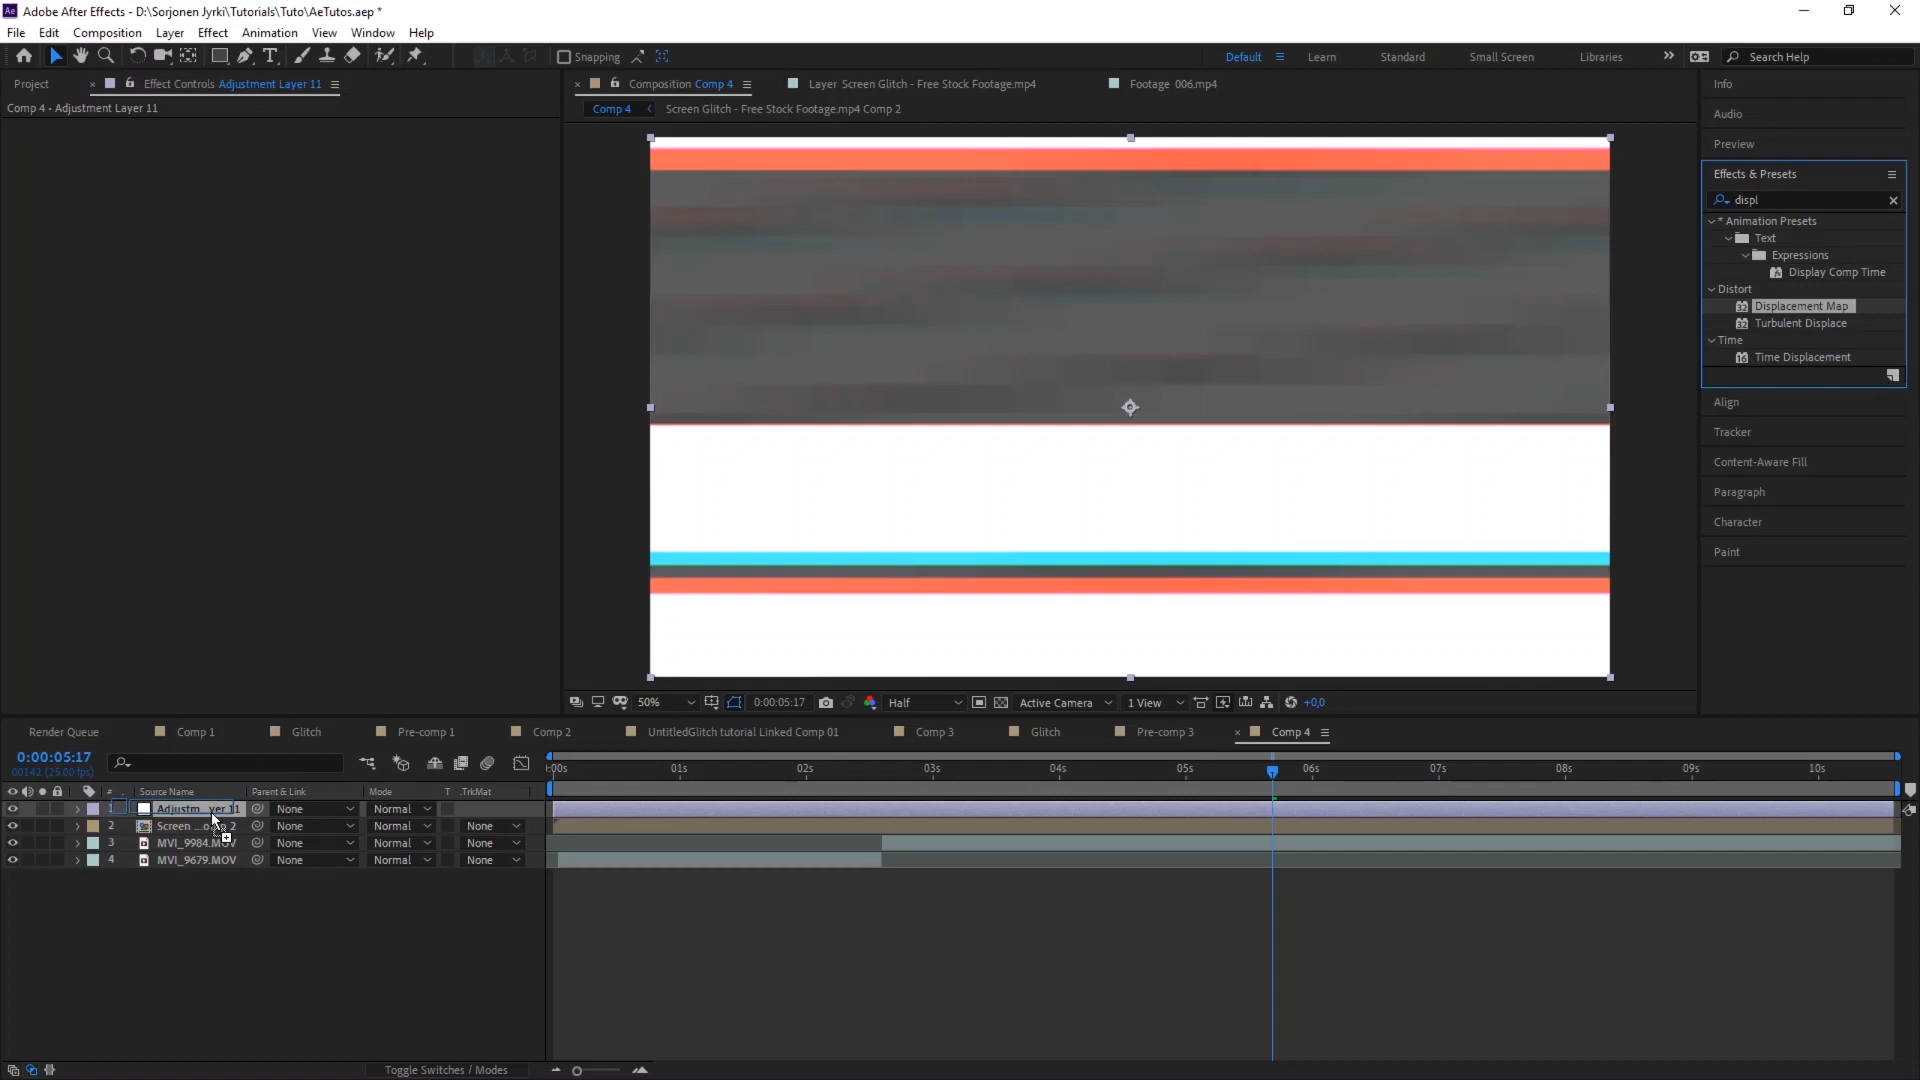 Adobe After Effects - D:\Sorjonen Jyrki\Tutorials\Tuto\AeTutos.aep *
File Edit Composition Layer Effect Animation View Window Help
Snapping
Default Learn Standard Small Screen Libraries Search Help
Project Effect Controls Adjustment Layer 11
Comp 4 • Adjustment Layer 11
Composition Comp 4 Layer Screen Glitch - Free Stock Footage.mp4 Footage 006.mp4
Comp 4 Screen Glitch - Free Stock Footage.mp4 Comp 2
Info
Audio
Preview
Effects & Presets
displ
* Animation Presets
Text
Expressions
Display Comp Time
Distort
Displacement Map
Turbulent Displace
Time
Time Displacement
Align
Tracker
Content-Aware Fill
Paragraph
Character
Paint
50% 0:00:05:17 Half Active Camera 1 View +0,0
Render Queue Comp 1 Glitch Pre-comp 1 Comp 2 UntitledGlitch tutorial Linked Comp 01 Comp 3 Glitch Pre-comp 3 Comp 4
0:00:05:17
00142 (25.00 fps)
:00s 01s 02s 03s 04s 05s 06s 07s 08s 09s 10s
# Source Name Parent & Link Mode T .TrkMat
1 Adjustm...yer 11 None Normal
2 None Normal None
3 MVI_9984.MOV None Normal None
4 MVI_9679.MOV None Normal None
Toggle Switches / Modes